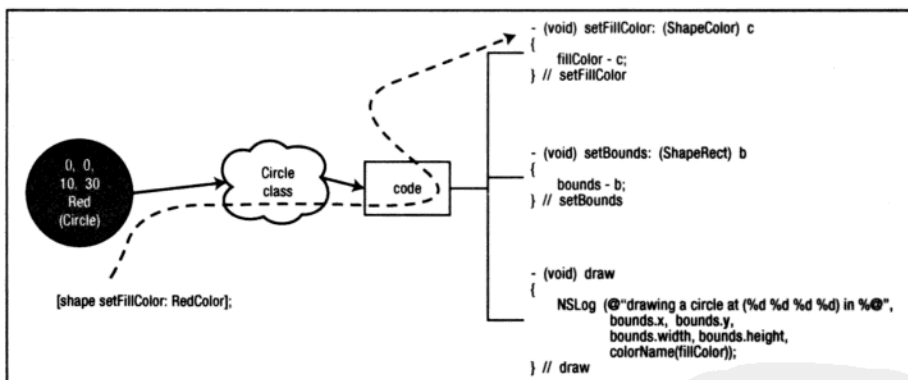 0, 0,
10, 30
Red
(Circle)
[shape setFillColor: RedColor];
Circle
class
code
- (void) setFillColor: (ShapeColor) c
{
fillColor - c;
} // setFillColor
- (void) setBounds: (ShapeRect) b
{
bounds - b;
} // setBounds
- (void) draw
{
NSLog (@"drawing a circle at (%d %d %d %d) in %@",
bounds.x, bounds.y,
bounds.width, bounds.height,
colorName(fillColor));
} // draw